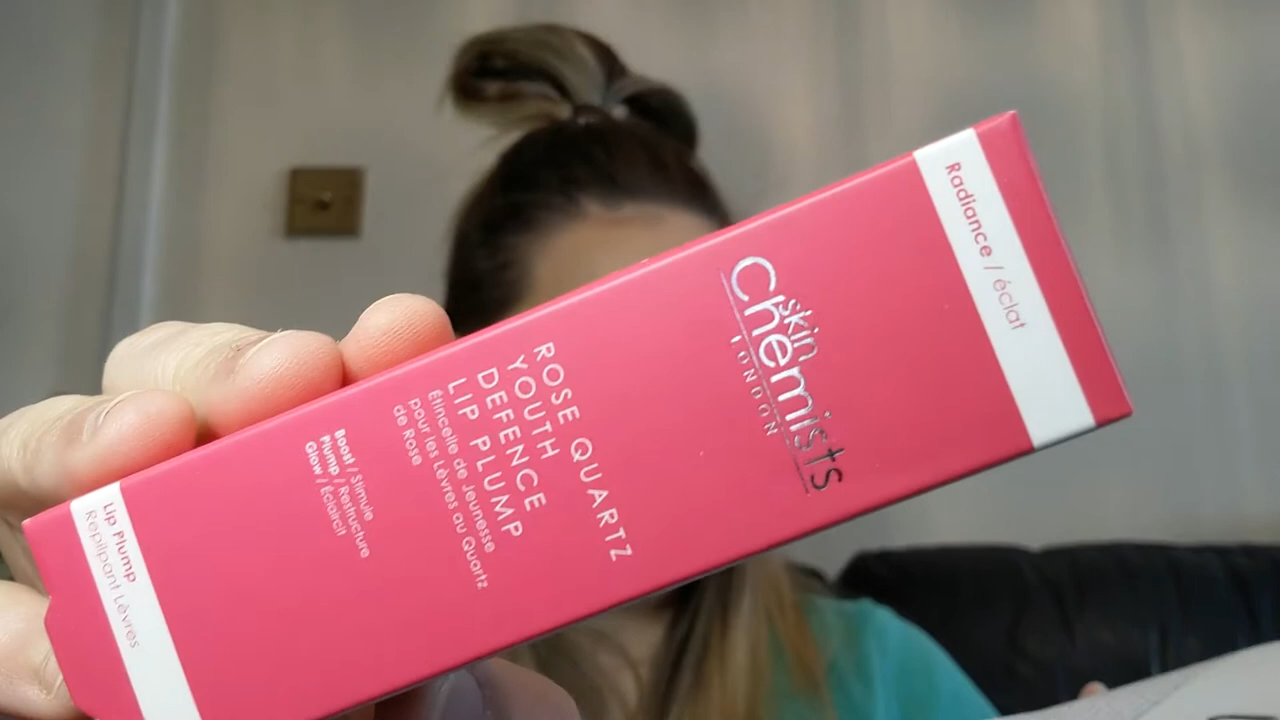 Radiance / éclat
skin
Chemists
LONDON
ROSE QUARTZ
YOUTH
DEFENCE
LIP PLUMP
Étincelle de Jeunesse
pour les Lèvres au Quartz
de Rose
Boost / Stimule
Plump / Restructure
Glow / Éclaircit
Lip Plump
Replipant Lèvres